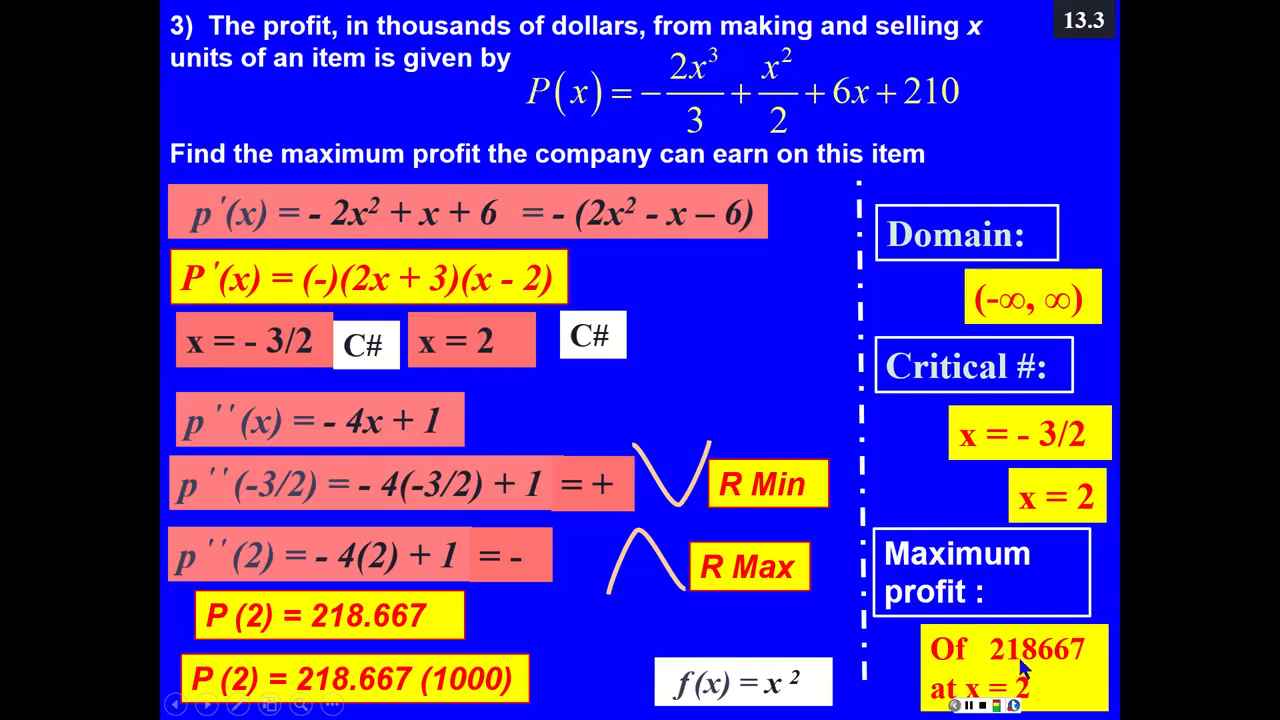 13.3
3) The profit, in thousands of dollars, from making and selling x
units of an item is given by
P(x) = -2x³/3 + x²/2 + 6x + 210
Find the maximum profit the company can earn on this item
p'(x) = - 2x² + x + 6 = - (2x² - x – 6)
P'(x) = (-)(2x + 3)(x - 2)
x = - 3/2 C# x = 2 C#
p''(x) = - 4x + 1
p''(-3/2) = - 4(-3/2) + 1 = + R Min
p''(2) = - 4(2) + 1 = - R Max
P (2) = 218.667
P (2) = 218.667 (1000)
f(x) = x²
Domain:
(-∞, ∞)
Critical #:
x = - 3/2
x = 2
Maximum
profit :
Of 218667
at x = 2